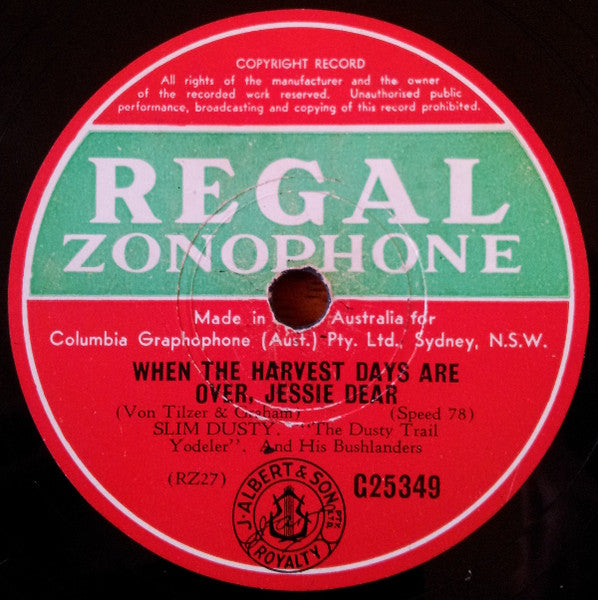 COPYRIGHT RECORD
All rights of the manufacturer and the owner
of the recorded work reserved. Unauthorised public
performance, broadcasting and copying of this record prohibited.
REGAL
ZONOPHONE
Made in Australia for
Columbia Graphophone (Aust.) Pty. Ltd., Sydney, N.S.W.
WHEN THE HARVEST DAYS ARE
OVER, JESSIE DEAR
(Von Tilzer & Graham) (Speed 78)
SLIM DUSTY. "The Dusty Trail
Yodeler". And His Bushlanders
(RZ27)
J. ALBERT & SON PTY LTD
ROYALTY
G25349